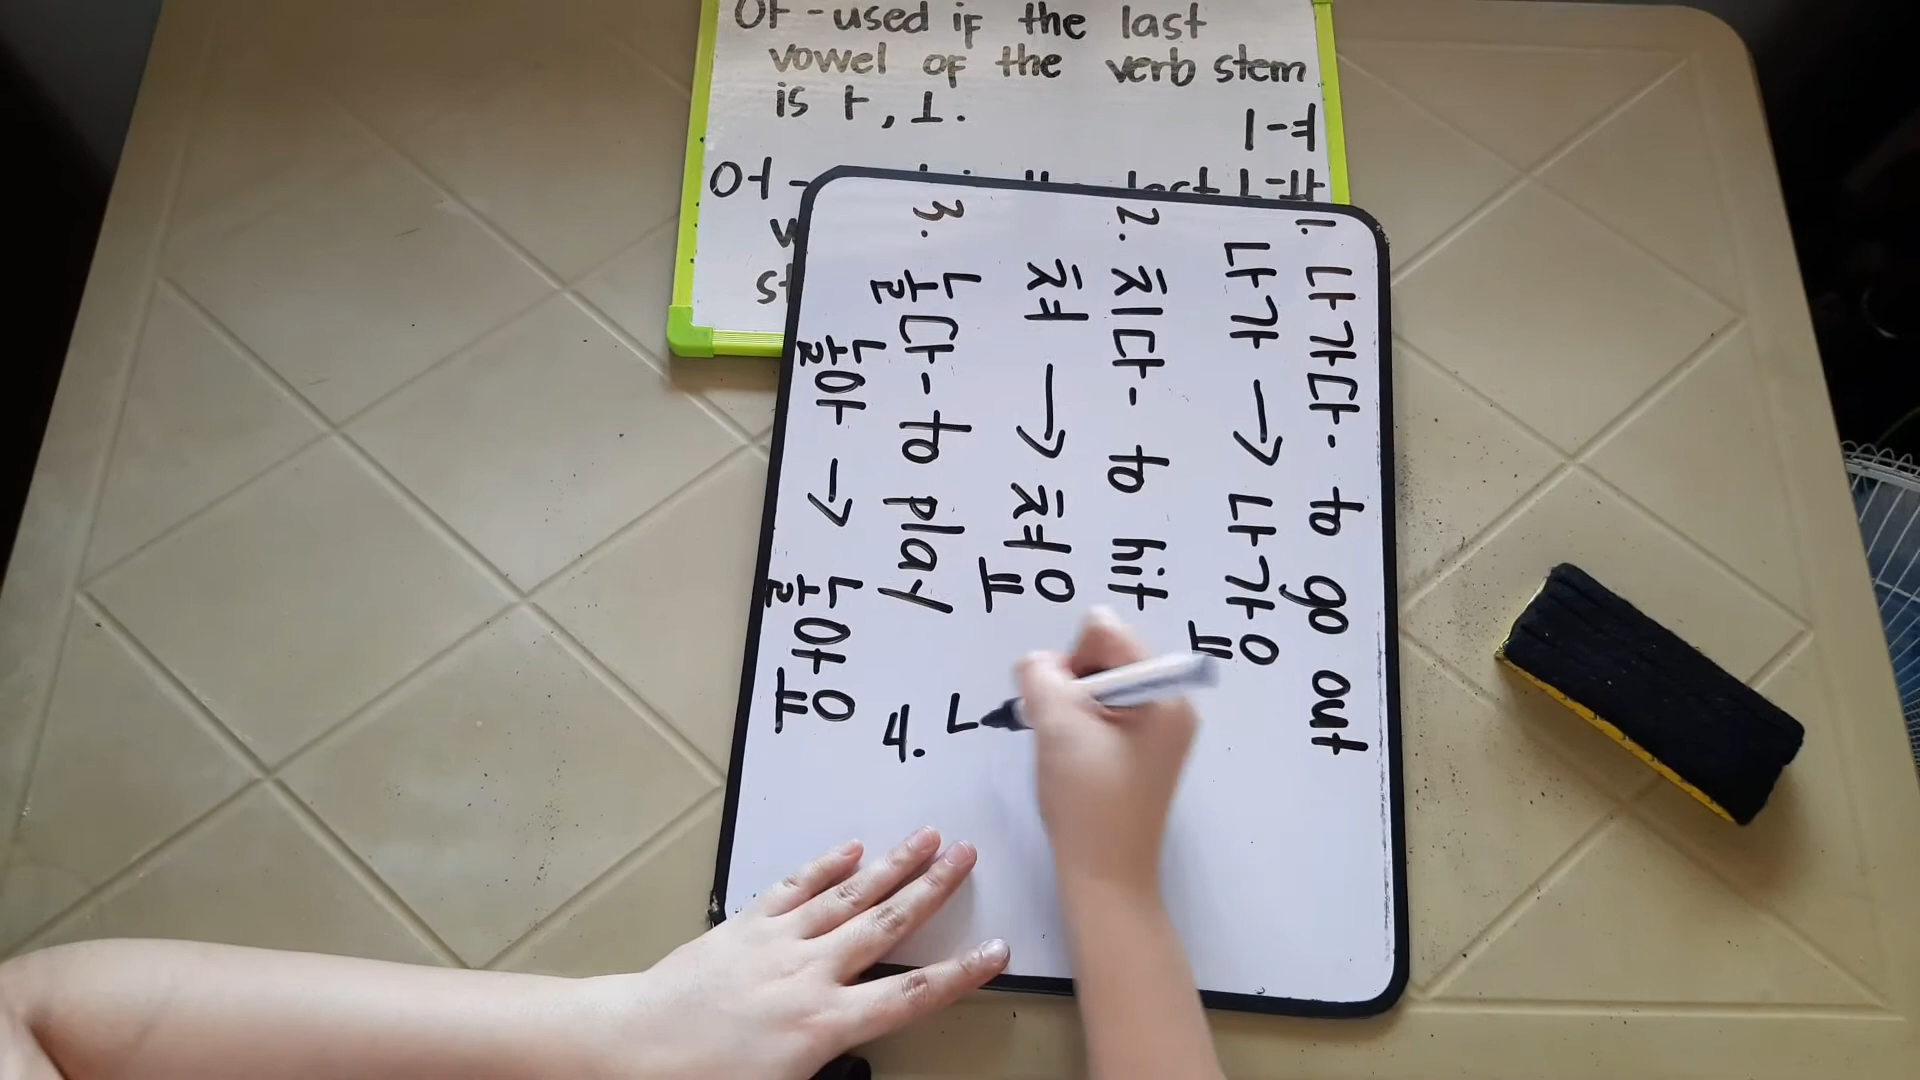 아-used if the last
vowel of the verb stem
is ㅏ, ㅗ.
ㅣ-ㅕ
어-
1. 나가다- to go out
나가 → 나가요
2. 치다- to hit
쳐 → 쳐요
3. 놀다- to play
놀아 → 놀아요
4. ㄴ